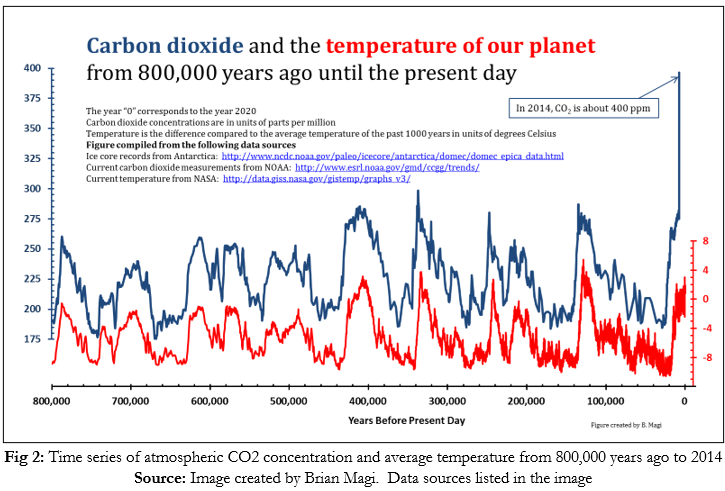 Carbon dioxide and the temperature of our planet
from 800,000 years ago until the present day
The year "0" corresponds to the year 2020
Carbon dioxide concentrations are in units of parts per million
Temperature is the difference compared to the average temperature of the past 1000 years in units of degrees Celsius
Figure compiled from the following data sources
Ice core records from Antarctica: http://www.ncdc.noaa.gov/paleo/icecore/antarctica/domec/domec_epica_data.html
Current carbon dioxide measurements from NOAA: http://www.esrl.noaa.gov/gmd/ccgg/trends/
Current temperature from NASA: http://data.giss.nasa.gov/gistemp/graphs_v3/
In 2014, CO2 is about 400 ppm
400
375
350
325
300
275
250
225
200
175
8
4
0
-4
-8
800,000 700,000 600,000 500,000 400,000 300,000 200,000 100,000 0
Years Before Present Day
Figure created by B. Magi
Fig 2: Time series of atmospheric CO2 concentration and average temperature from 800,000 years ago to 2014
Source: Image created by Brian Magi. Data sources listed in the image